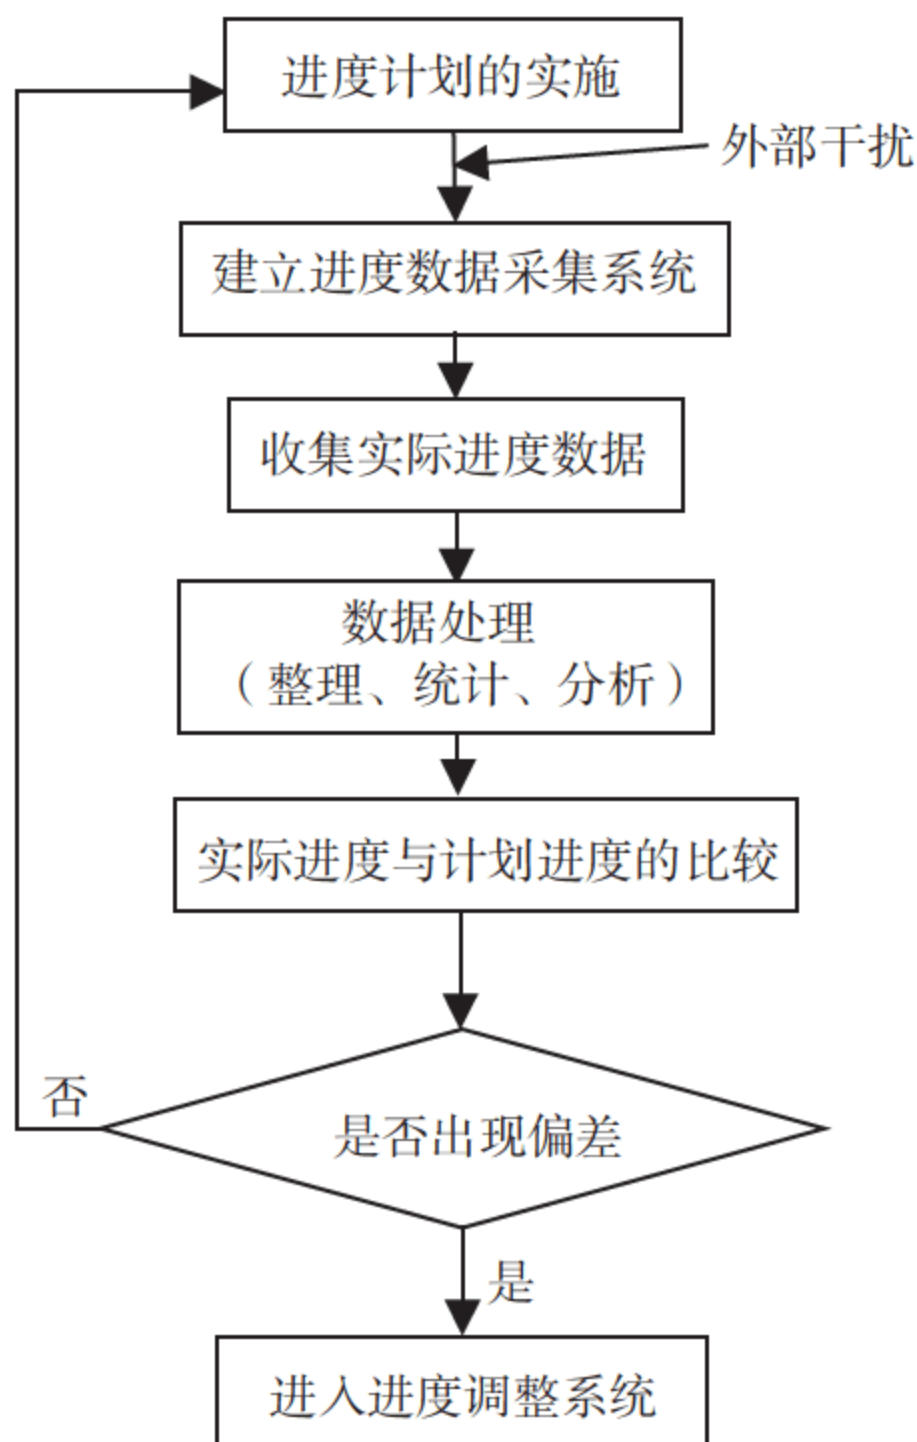 进度计划的实施
外部干扰
建立进度数据采集系统
收集实际进度数据
数据处理
（整理、统计、分析）
实际进度与计划进度的比较
否
是否出现偏差
是
进入进度调整系统